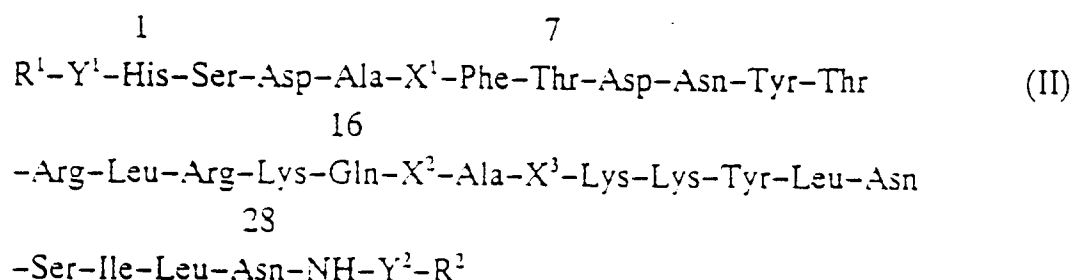 1 7
R¹–Y¹–His–Ser–Asp–Ala–X¹–Phe–Thr–Asp–Asn–Tyr–Thr (II)
16
–Arg–Leu–Arg–Lys–Gln–X²–Ala–X³–Lys–Lys–Tyr–Leu–Asn
28
–Ser–Ile–Leu–Asn–NH–Y²–R²